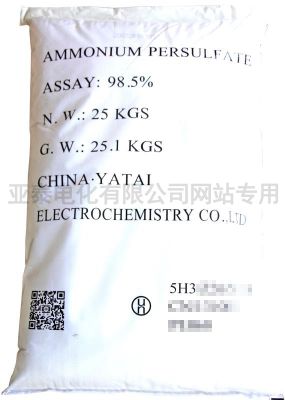 AMMONIUM PERSULFATE
ASSAY: 98.5%
N. W.: 25 KGS
G. W.: 25.1 KGS
CHINA·YATAI
亚泰电化有限公司网站专用
ELECTROCHEMISTRY CO.,LTD
5H3